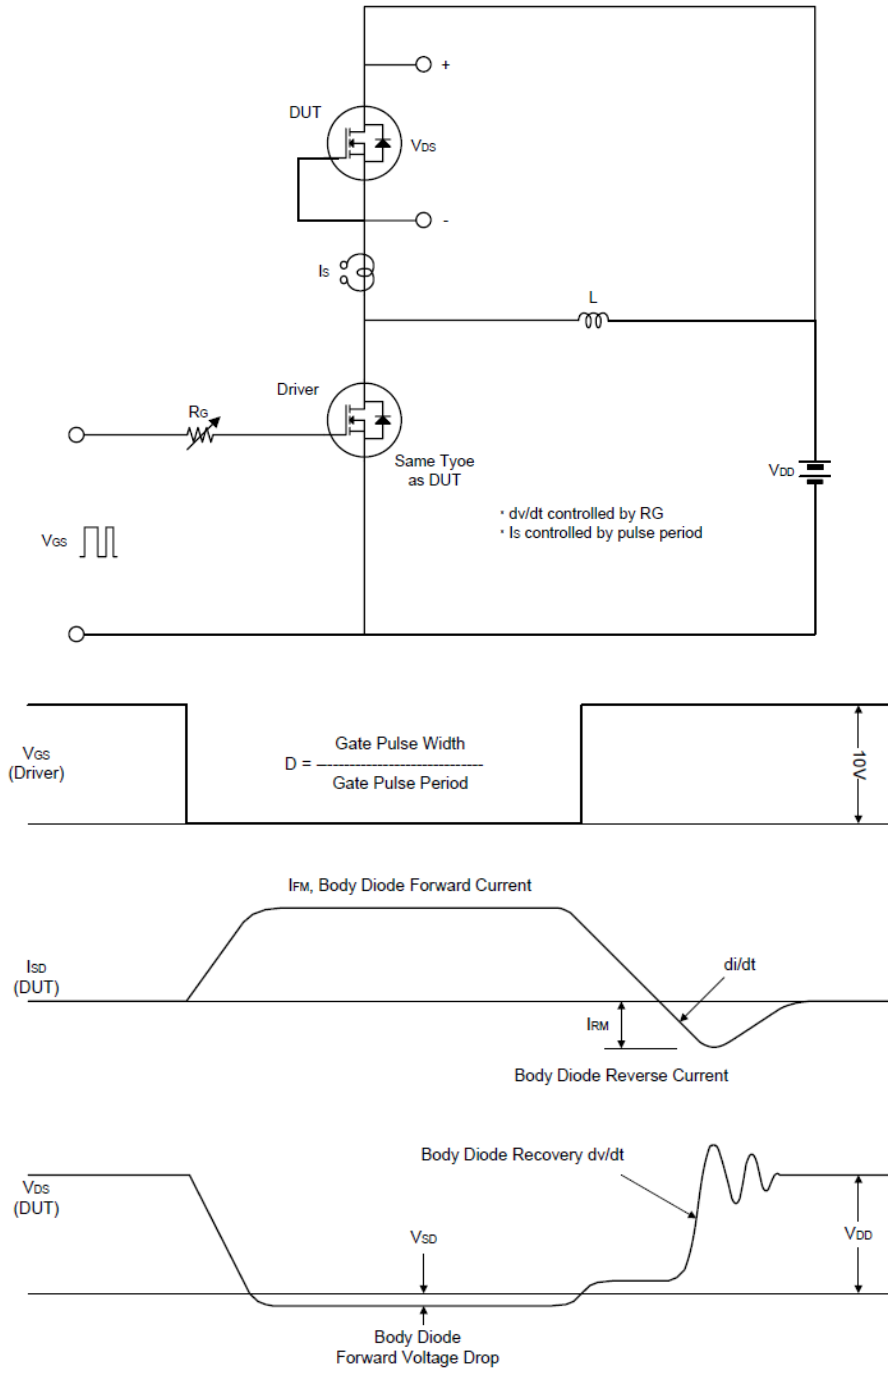 +
DUT
VDS
-
IS
L
Driver
RG
Same Tyoe
as DUT
VDD
· dv/dt controlled by RG
· IS controlled by pulse period
VGS
VGS
(Driver)
Gate Pulse Width
D = --------------------------------
Gate Pulse Period
10V
IFM, Body Diode Forward Current
ISD
(DUT)
di/dt
IRM
Body Diode Reverse Current
Body Diode Recovery dv/dt
VDS
(DUT)
VSD
VDD
Body Diode
Forward Voltage Drop